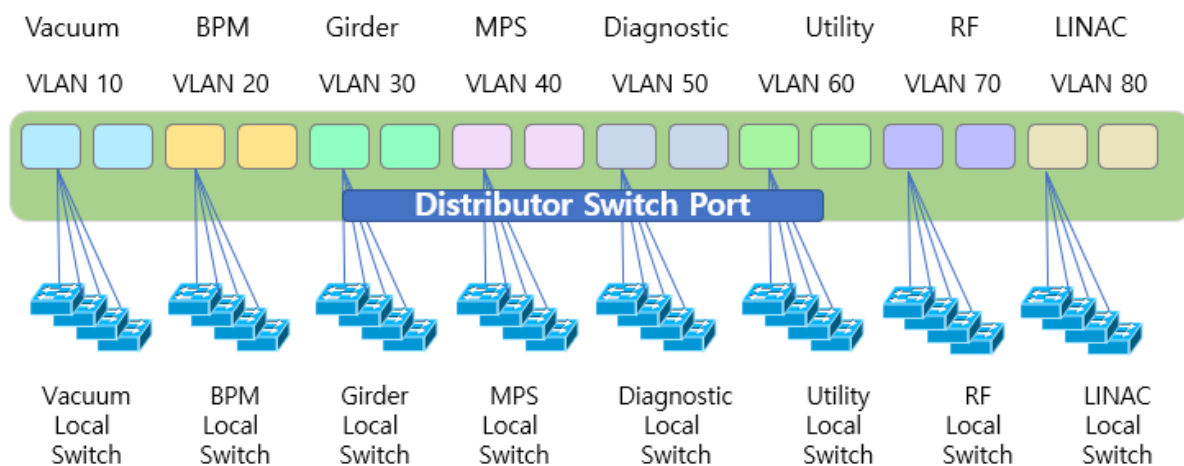 Vacuum BPM Girder MPS Diagnostic Utility RF LINAC
VLAN 10 VLAN 20 VLAN 30 VLAN 40 VLAN 50 VLAN 60 VLAN 70 VLAN 80
Distributor Switch Port
Vacuum BPM Girder MPS Diagnostic Utility RF LINAC
Local Local Local Local Local Local Local Local
Switch Switch Switch Switch Switch Switch Switch Switch